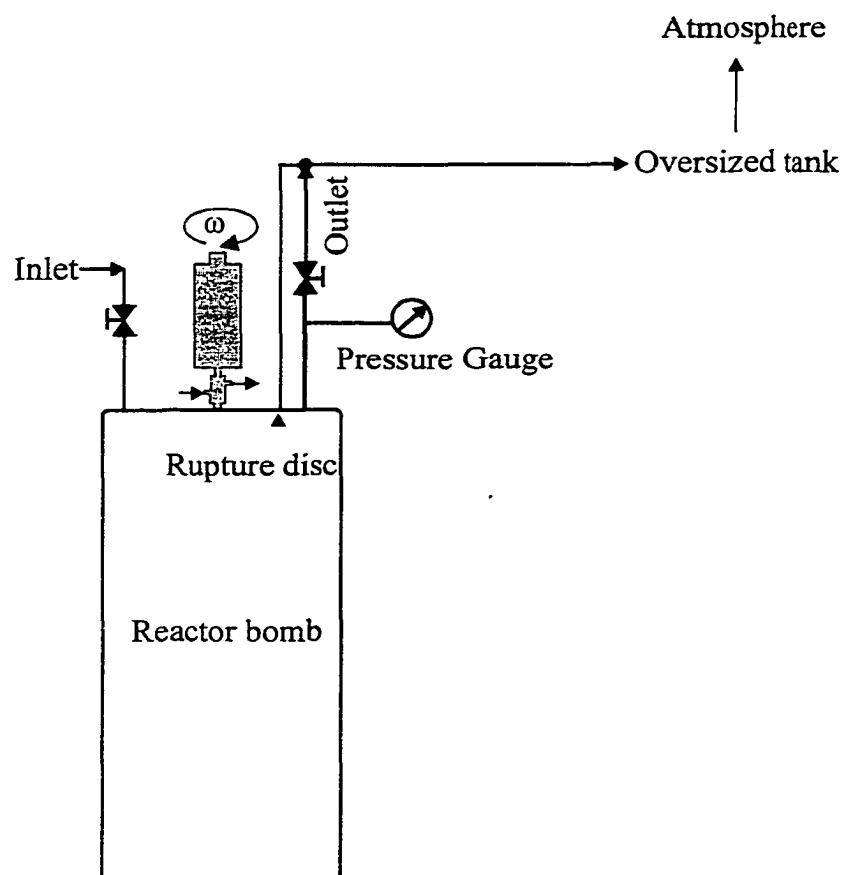 Atmosphere
Oversized tank
Outlet
ω
Inlet
Pressure Gauge
Rupture disc
Reactor bomb